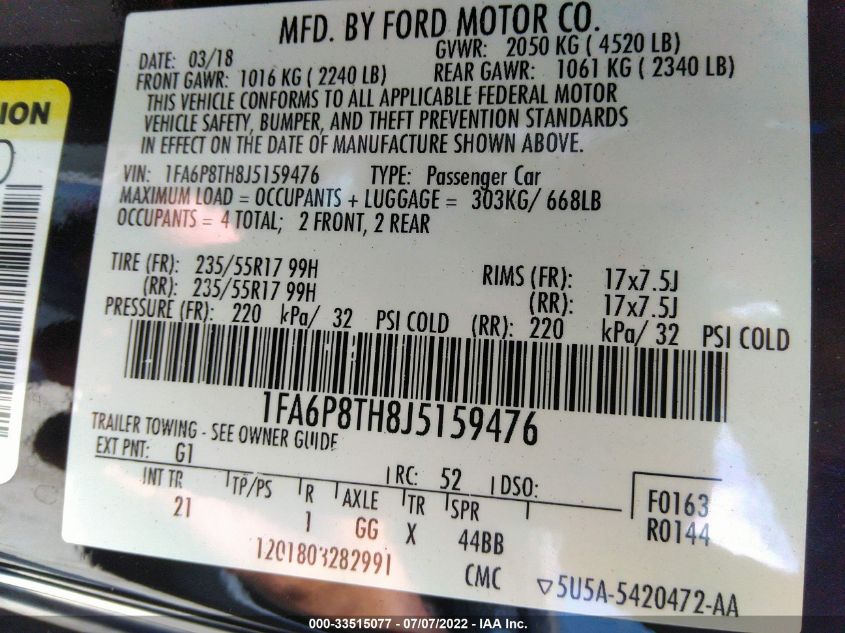 MFD. BY FORD MOTOR CO.
DATE: 03/18 GVWR: 2050 KG ( 4520 LB)
FRONT GAWR: 1016 KG ( 2240 LB) REAR GAWR: 1061 KG ( 2340 LB)
THIS VEHICLE CONFORMS TO ALL APPLICABLE FEDERAL MOTOR
VEHICLE SAFETY, BUMPER, AND THEFT PREVENTION STANDARDS
IN EFFECT ON THE DATE OF MANUFACTURE SHOWN ABOVE.
VIN: 1FA6P8TH8J5159476 TYPE: Passenger Car
MAXIMUM LOAD = OCCUPANTS + LUGGAGE = 303KG/ 668LB
OCCUPANTS = 4 TOTAL; 2 FRONT, 2 REAR
TIRE (FR): 235/55R17 99H RIMS (FR): 17x7.5J
(RR): 235/55R17 99H (RR): 17x7.5J
PRESSURE (FR): 220 kPa/ 32 PSI COLD (RR): 220 kPa/ 32 PSI COLD
1FA6P8TH8J5159476
TRAILER TOWING - SEE OWNER GUIDE
EXT PNT: G1 RC: 52 DSO:
INT TR TP/PS R AXLE TR SPR F0163
21 1 GG X 44BB R0144
1201803282991 CMC 5U5A-5420472-AA
ION
000-33515077 - 07/07/2022 - IAA Inc.